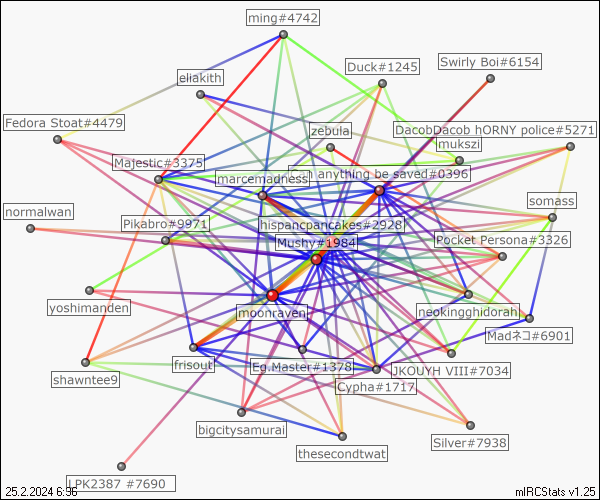 ming#4742
Swirly Boi#6154
Duck#1245
eliakith
Fedora Stoat#4479
zebula
DacobDacob hORNY police#5271
mukszi
Majestic#3375
marcemadness
anything be saved#0396
somass
normalwan
Pikabro#9971
hispancpancakes#2928
Mushy#1984
Pocket Persona#3326
yoshimanden
moonraven
neokingghidorah
Madネコ#6901
frisout
Eg.Master#1378
JKOUYH VIII#7034
shawntee9
Cypha#1717
bigcitysamurai
Silver#7938
thesecondtwat
LPK2387 #7690
25.2.2024 6:96
mIRCStats v1.25